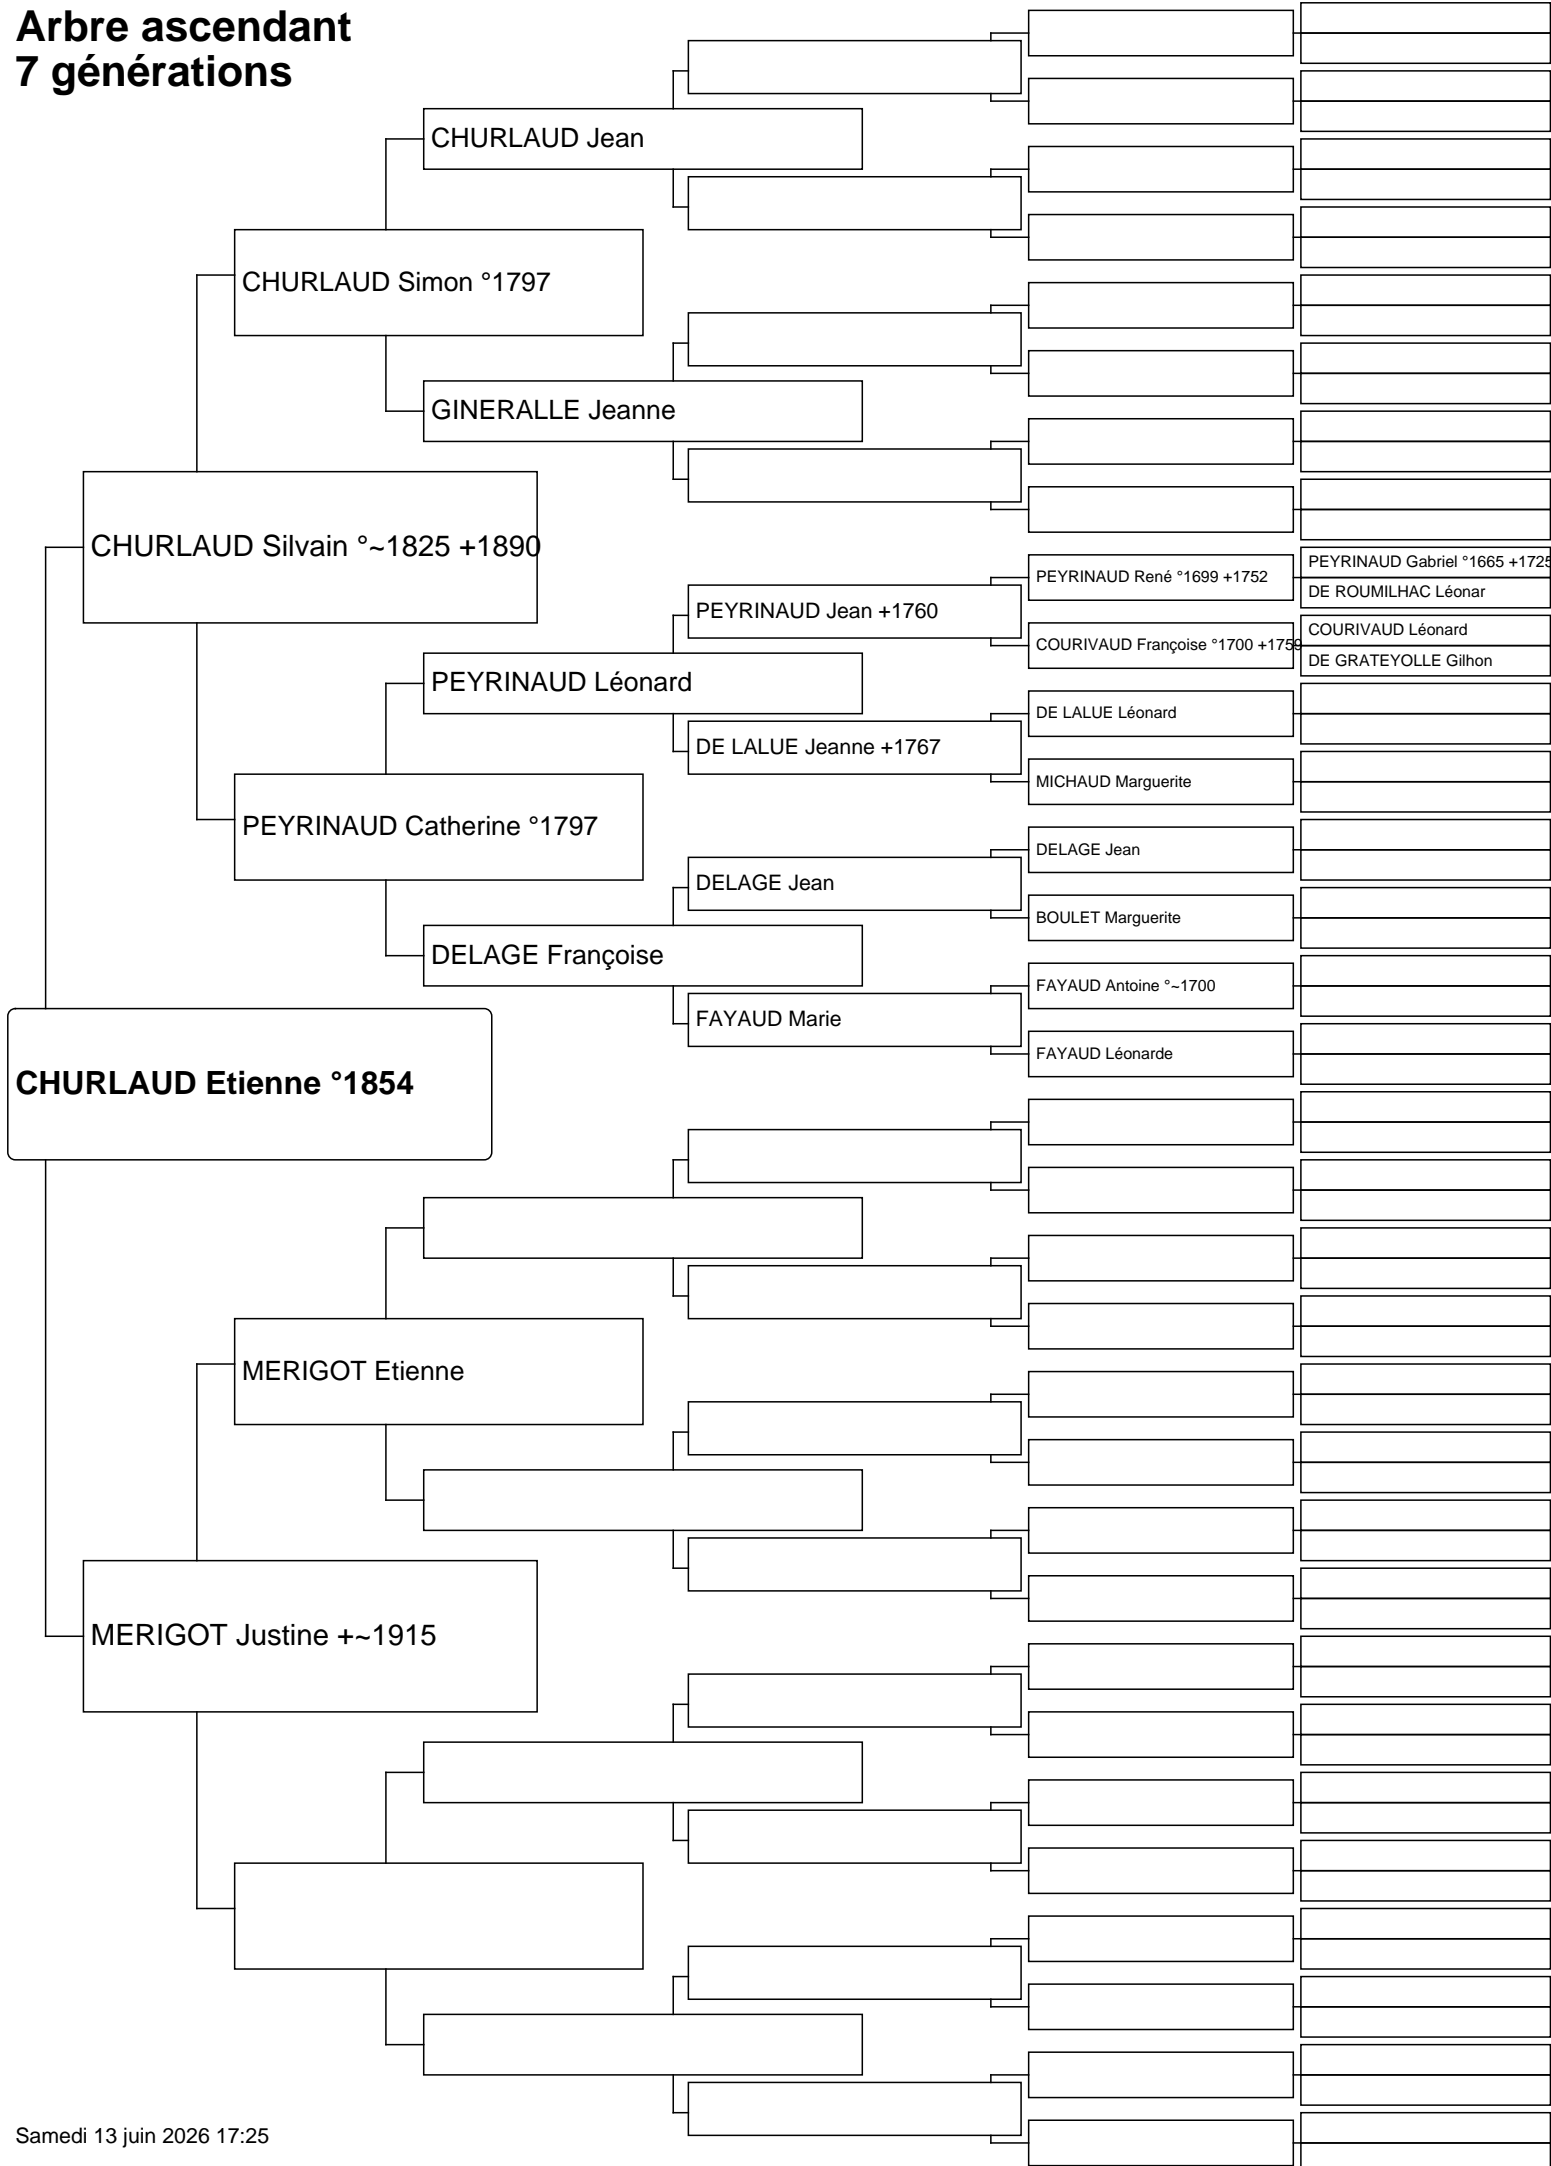 Arbre ascendant
7 générations
CHURLAUD Jean
CHURLAUD Simon °1797
GINERALLE Jeanne
CHURLAUD Silvain °~1825 +1890
PEYRINAUD Gabriel °1665 +1725
PEYRINAUD René °1699 +1752
DE ROUMILHAC Léonar
PEYRINAUD Jean +1760
COURIVAUD Léonard
COURIVAUD Françoise °1700 +1759
DE GRATEYOLLE Gilhon
PEYRINAUD Léonard
DE LALUE Léonard
DE LALUE Jeanne +1767
MICHAUD Marguerite
PEYRINAUD Catherine °1797
DELAGE Jean
DELAGE Jean
BOULET Marguerite
DELAGE Françoise
FAYAUD Antoine °~1700
FAYAUD Marie
FAYAUD Léonarde
CHURLAUD Etienne °1854
MERIGOT Etienne
MERIGOT Justine +~1915
Samedi 13 juin 2026 17:25